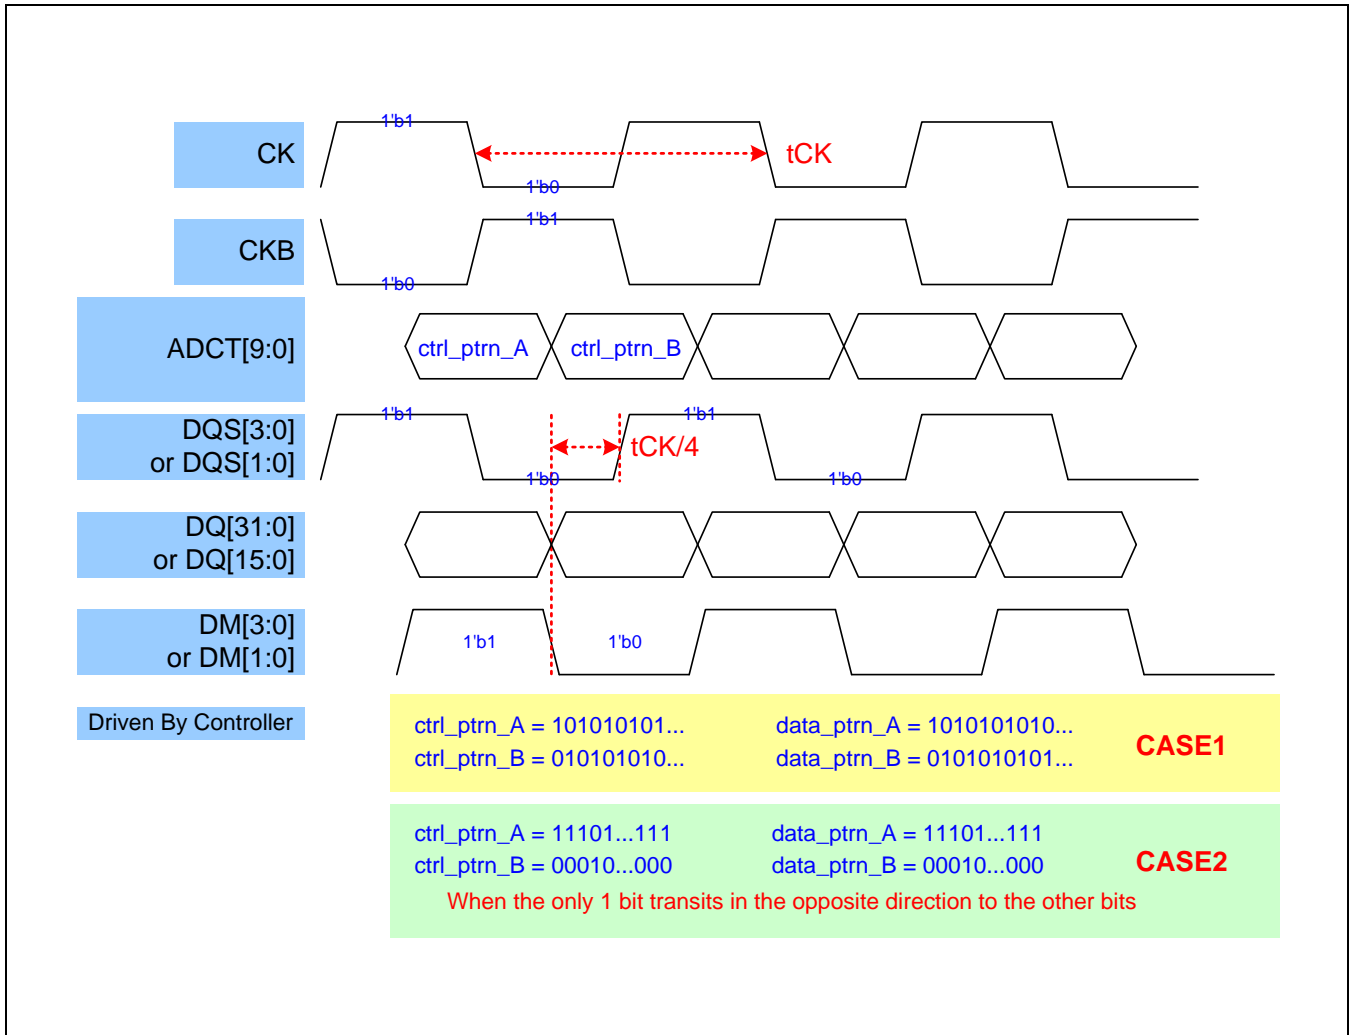 1'b1
CK
tCK
1'b0
1'b1
CKB
1'b0
ADCT[9:0]
ctrl_ptrn_A
ctrl_ptrn_B
DQS[3:0]
or DQS[1:0]
1'b1
1'b1
tCK/4
1'b0
1'b0
DQ[31:0]
or DQ[15:0]
DM[3:0]
or DM[1:0]
1'b1
1'b0
Driven By Controller
ctrl_ptrn_A = 101010101...
data_ptrn_A = 1010101010...
ctrl_ptrn_B = 010101010...
data_ptrn_B = 0101010101...
CASE1
ctrl_ptrn_A = 11101...111
data_ptrn_A = 11101...111
ctrl_ptrn_B = 00010...000
data_ptrn_B = 00010...000
CASE2
When the only 1 bit transits in the opposite direction to the other bits